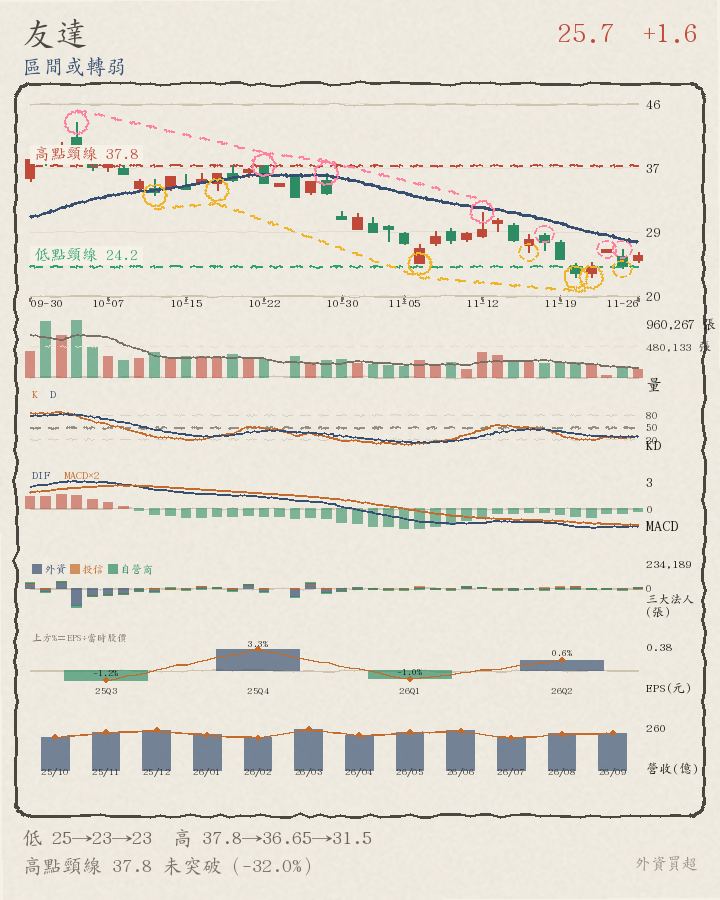 友達
25.7 +1.6
區間或轉弱
46
高點頸線 37.8
37
29
低點頸線 24.2
20
09-30 10-07 10-15 10-22 10-30 11-05 11-12 11-19 11-26
960,267 張
480,133 張
量
K D
80
50
20
KD
DIF MACD×2
3
0
MACD
外資 投信 自營商
234,189
0
三大法人
(張)
上方%=EPS÷當時股價
3.3%
0.6%
-1.2%
-1.0%
0.38
25Q3 25Q4 26Q1 26Q2
EPS(元)
260
25/10 25/11 25/12 26/01 26/02 26/03 26/04 26/05 26/06 26/07 26/08 26/09
營收(億)
低 25→23→23 高 37.8→36.65→31.5
高點頸線 37.8 未突破 (-32.0%)
外資買超